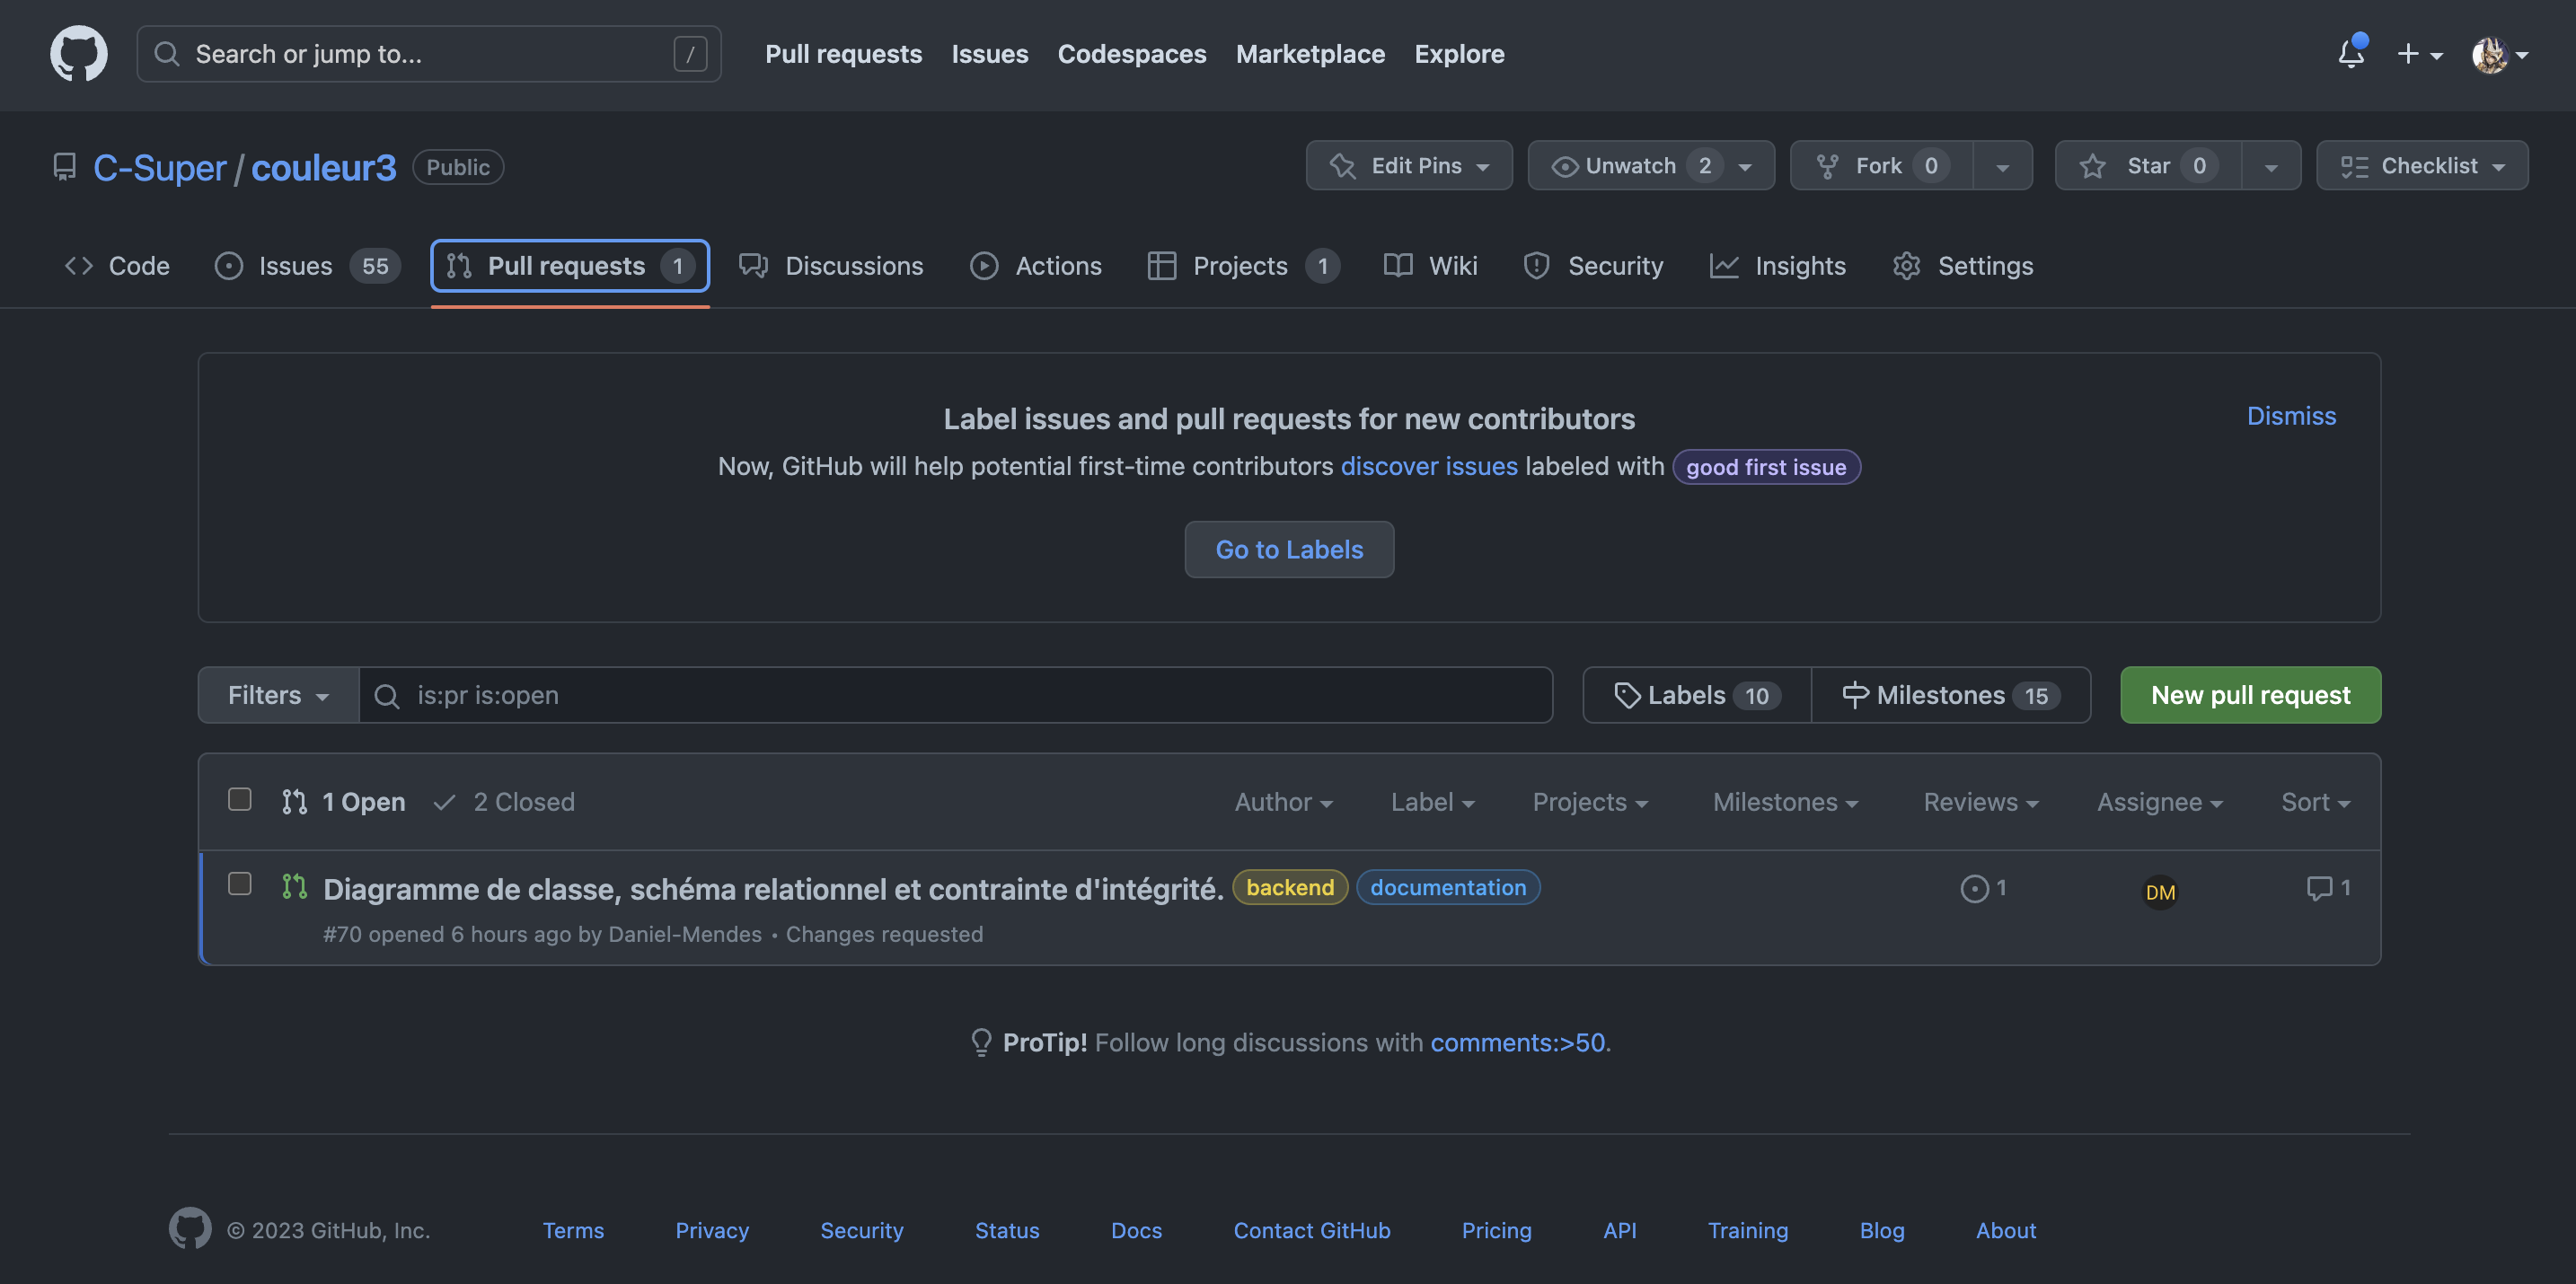 Search or jump to... / Pull requests Issues Codespaces Marketplace Explore
C-Super / couleur3 Public Edit Pins Unwatch 2 Fork 0 Star 0 Checklist
Code Issues 55 Pull requests 1 Discussions Actions Projects 1 Wiki Security Insights Settings
Label issues and pull requests for new contributors Dismiss
Now, GitHub will help potential first-time contributors discover issues labeled with good first issue
Go to Labels
Filters is:pr is:open Labels 10 Milestones 15 New pull request
1 Open 2 Closed Author Label Projects Milestones Reviews Assignee Sort
Diagramme de classe, schéma relationnel et contrainte d'intégrité. backend documentation 1 DM 1
#70 opened 6 hours ago by Daniel-Mendes • Changes requested
ProTip! Follow long discussions with comments:>50.
© 2023 GitHub, Inc. Terms Privacy Security Status Docs Contact GitHub Pricing API Training Blog About